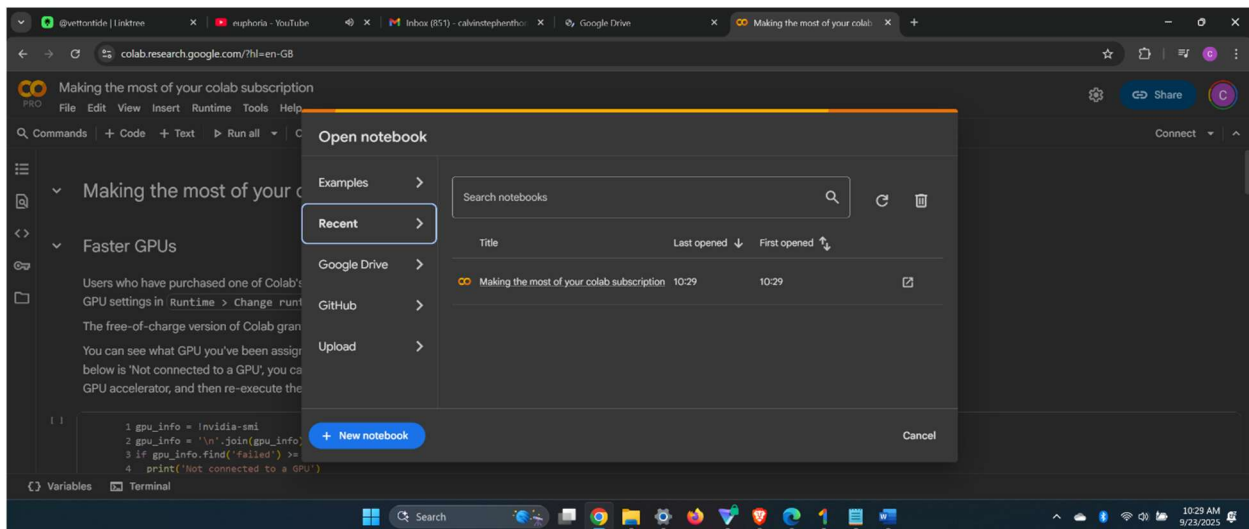 @vettontide | Linktree
euphoria - YouTube
Inbox (851) - calvinstephentho
Google Drive
Making the most of your colab
colab.research.google.com/?hl=en-GB
C
Making the most of your colab subscription
PRO
File Edit View Insert Runtime Tools Help
Share
C
Commands + Code + Text Run all
Connect
Open notebook
Examples
Recent
Google Drive
GitHub
Upload
Search notebooks
Title Last opened First opened
Making the most of your colab subscription 10:29 10:29
+ New notebook
Cancel
Making the most of your c
Faster GPUs
Users who have purchased one of Colab's
GPU settings in Runtime > Change runt
The free-of-charge version of Colab gran
You can see what GPU you've been assign
below is 'Not connected to a GPU', you ca
GPU accelerator, and then re-execute the
[ ]
1 gpu_info = !nvidia-smi
2 gpu_info = '\n'.join(gpu_info)
3 if gpu_info.find('failed') >=
4 print('Not connected to a GPU')
Variables Terminal
Search
10:29 AM
9/23/2025